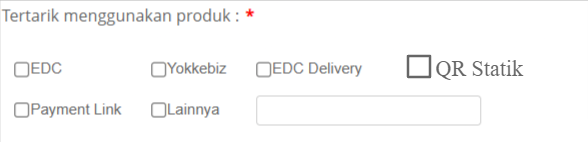 Tertarik menggunakan produk : *
EDC Yokkebiz EDC Delivery QR Statik
Payment Link Lainnya